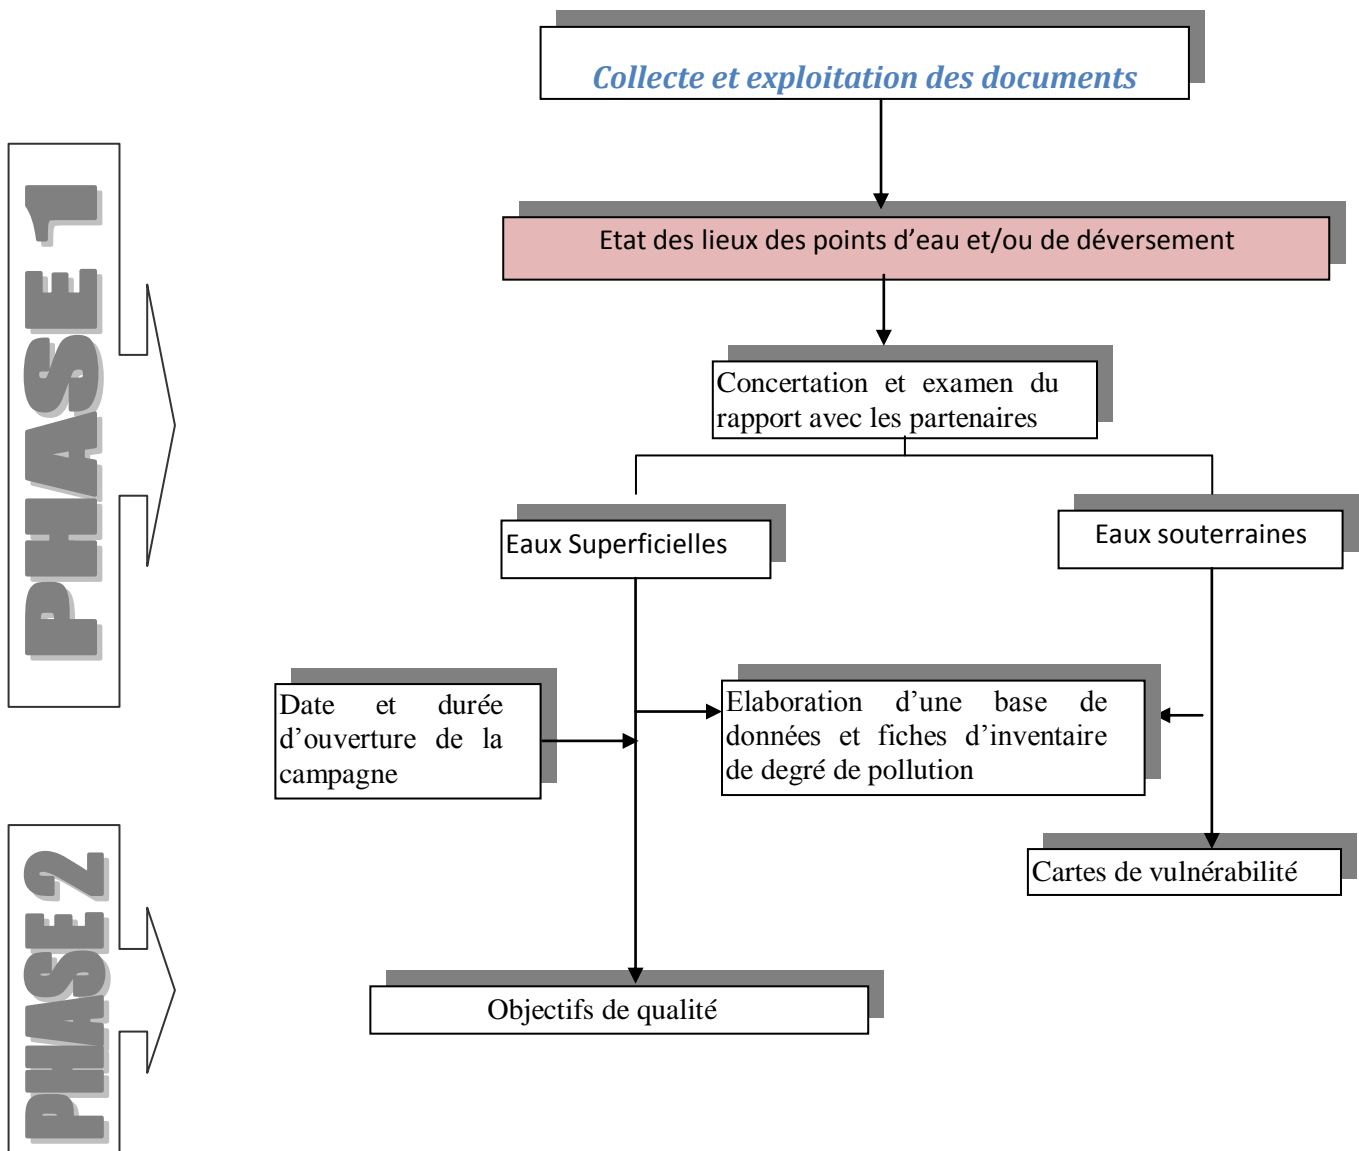 Collecte et exploitation des documents
PHASE 1
Etat des lieux des points d’eau et/ou de déversement
Concertation et examen du
rapport avec les partenaires
Eaux Superficielles
Eaux souterraines
Date et durée
d’ouverture de la
campagne
Elaboration d’une base de
données et fiches d’inventaire
de degré de pollution
PHASE 2
Cartes de vulnérabilité
Objectifs de qualité